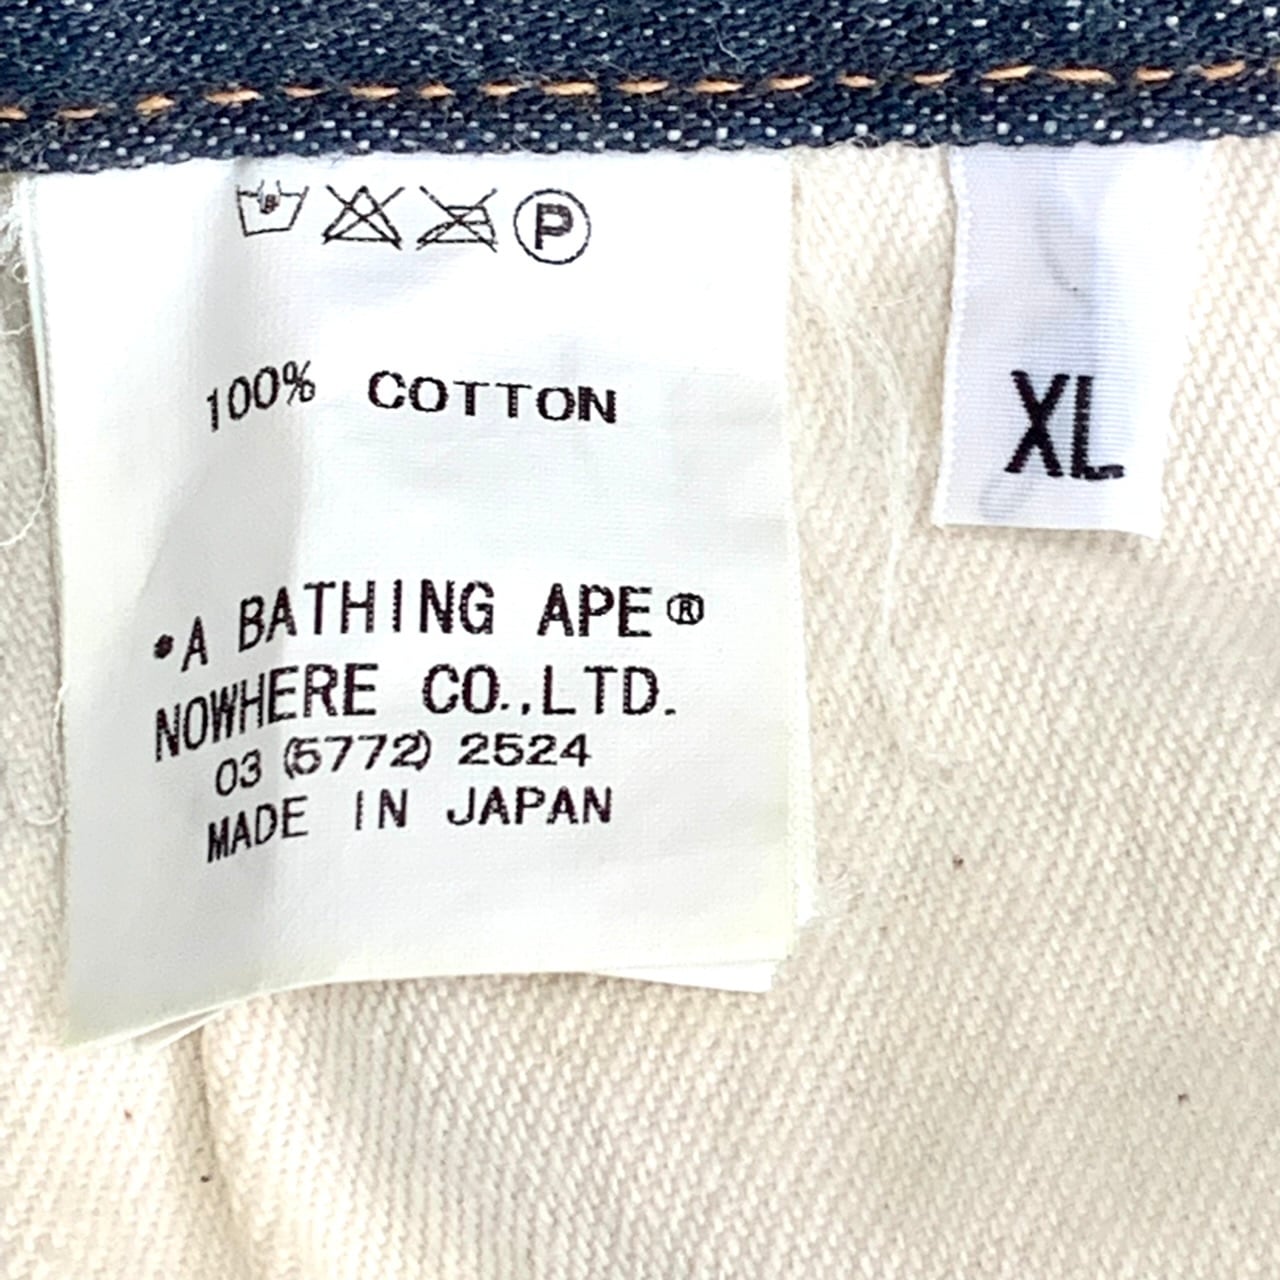 P
100% COTTON
XL
•A BATHING APE®
NOWHERE CO.,LTD.
03 (5772) 2524
MADE IN JAPAN